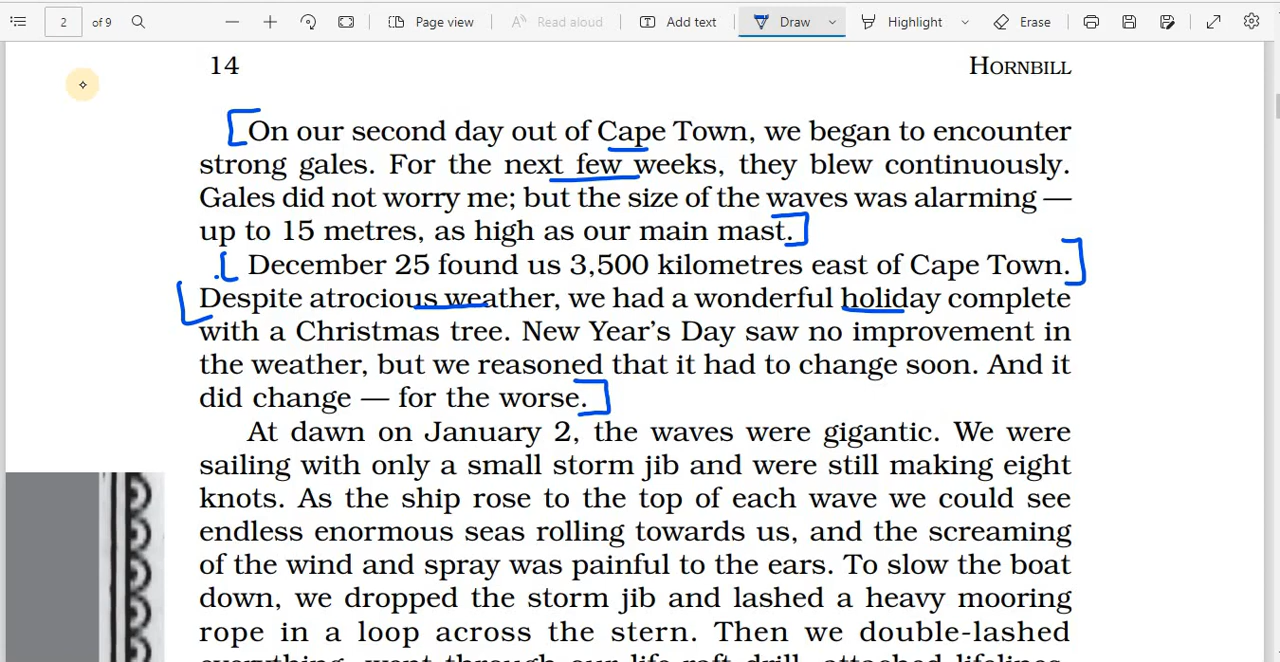 2 of 9 Page view Read aloud Add text Draw Highlight Erase
14 HORNBILL
On our second day out of Cape Town, we began to encounter
strong gales. For the next few weeks, they blew continuously.
Gales did not worry me; but the size of the waves was alarming —
up to 15 metres, as high as our main mast.
December 25 found us 3,500 kilometres east of Cape Town.
Despite atrocious weather, we had a wonderful holiday complete
with a Christmas tree. New Year's Day saw no improvement in
the weather, but we reasoned that it had to change soon. And it
did change — for the worse.
At dawn on January 2, the waves were gigantic. We were
sailing with only a small storm jib and were still making eight
knots. As the ship rose to the top of each wave we could see
endless enormous seas rolling towards us, and the screaming
of the wind and spray was painful to the ears. To slow the boat
down, we dropped the storm jib and lashed a heavy mooring
rope in a loop across the stern. Then we double-lashed
everything, went through our life-raft drill, attached lifelines,